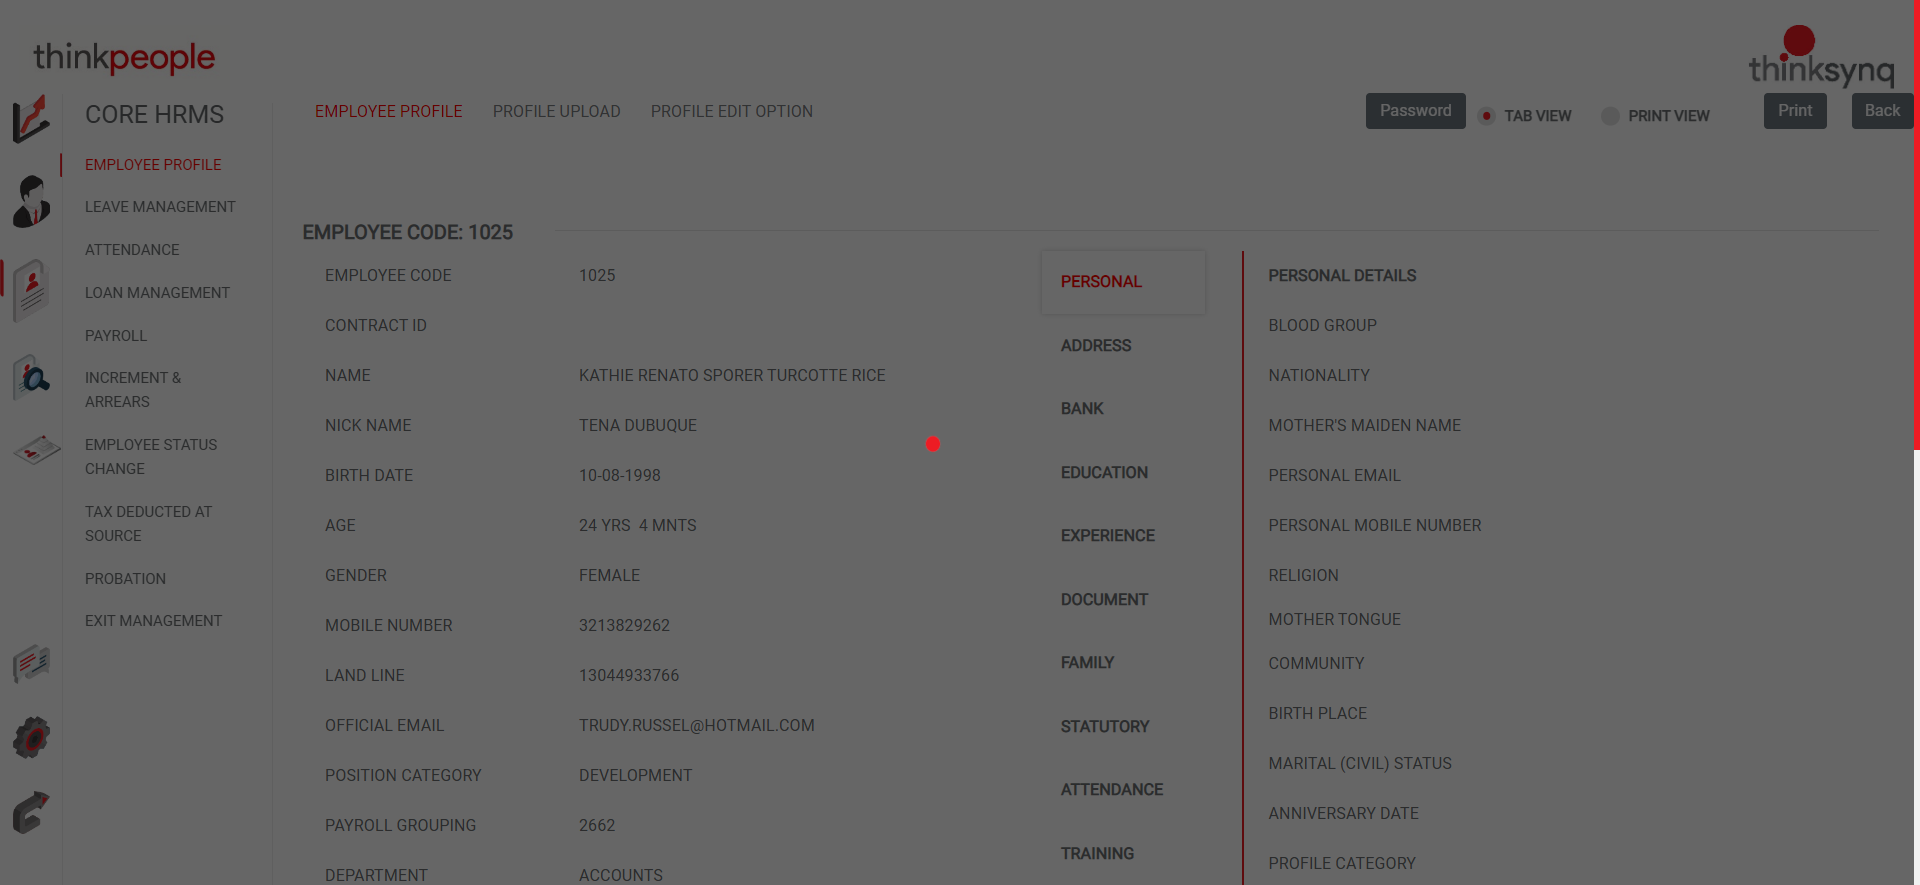 thinkpeople
thinksynq
CORE HRMS
EMPLOYEE PROFILE
LEAVE MANAGEMENT
ATTENDANCE
LOAN MANAGEMENT
PAYROLL
INCREMENT &
ARREARS
EMPLOYEE STATUS
CHANGE
TAX DEDUCTED AT
SOURCE
PROBATION
EXIT MANAGEMENT
EMPLOYEE PROFILE PROFILE UPLOAD PROFILE EDIT OPTION
Password TAB VIEW PRINT VIEW Print Back
EMPLOYEE CODE: 1025
EMPLOYEE CODE 1025
CONTRACT ID
NAME KATHIE RENATO SPORER TURCOTTE RICE
NICK NAME TENA DUBUQUE
BIRTH DATE 10-08-1998
AGE 24 YRS 4 MNTS
GENDER FEMALE
MOBILE NUMBER 3213829262
LAND LINE 13044933766
OFFICIAL EMAIL TRUDY.RUSSEL@HOTMAIL.COM
POSITION CATEGORY DEVELOPMENT
PAYROLL GROUPING 2662
DEPARTMENT ACCOUNTS
PERSONAL
ADDRESS
BANK
EDUCATION
EXPERIENCE
DOCUMENT
FAMILY
STATUTORY
ATTENDANCE
TRAINING
PERSONAL DETAILS
BLOOD GROUP
NATIONALITY
MOTHER'S MAIDEN NAME
PERSONAL EMAIL
PERSONAL MOBILE NUMBER
RELIGION
MOTHER TONGUE
COMMUNITY
BIRTH PLACE
MARITAL (CIVIL) STATUS
ANNIVERSARY DATE
PROFILE CATEGORY